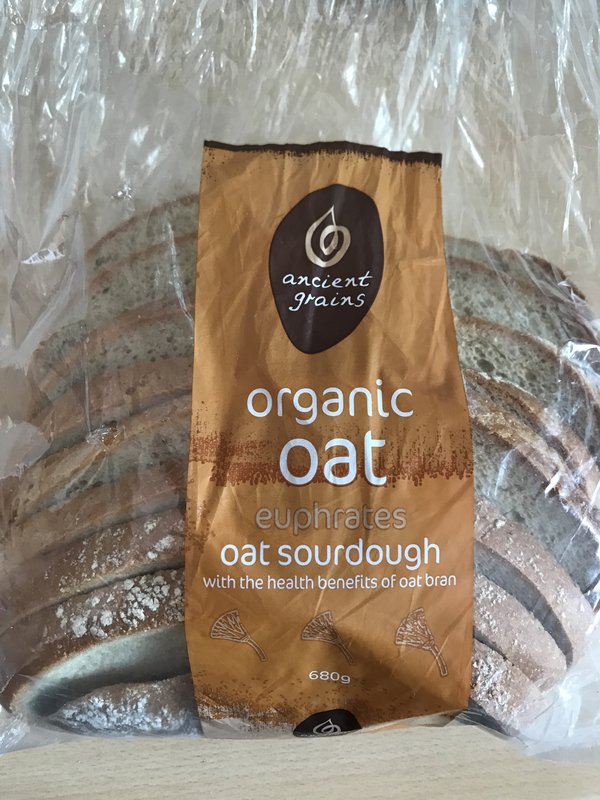 ancient
grains
organic
oat
euphrates
oat sourdough
with the health benefits of oat bran
680g